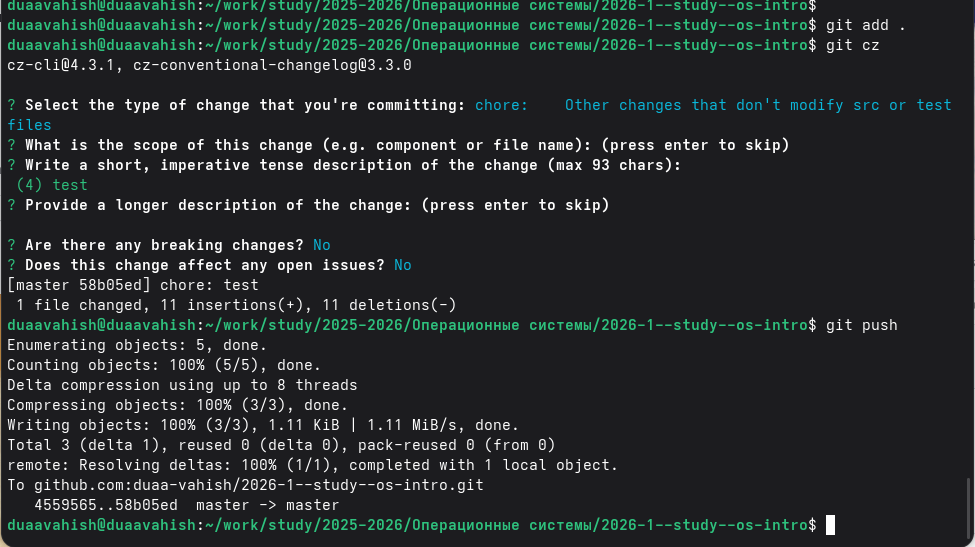 duaavahish@duaavahish:~/work/study/2025-2026/Операционные системы/2026-1--study--os-intro$
duaavahish@duaavahish:~/work/study/2025-2026/Операционные системы/2026-1--study--os-intro$ git add .
duaavahish@duaavahish:~/work/study/2025-2026/Операционные системы/2026-1--study--os-intro$ git cz
cz-cli@4.3.1, cz-conventional-changelog@3.3.0
? Select the type of change that you're committing: chore:    Other changes that don't modify src or test
files
? What is the scope of this change (e.g. component or file name): (press enter to skip)
? Write a short, imperative tense description of the change (max 93 chars):
 (4) test
? Provide a longer description of the change: (press enter to skip)
? Are there any breaking changes? No
? Does this change affect any open issues? No
[master 58b05ed] chore: test
 1 file changed, 11 insertions(+), 11 deletions(-)
duaavahish@duaavahish:~/work/study/2025-2026/Операционные системы/2026-1--study--os-intro$ git push
Enumerating objects: 5, done.
Counting objects: 100% (5/5), done.
Delta compression using up to 8 threads
Compressing objects: 100% (3/3), done.
Writing objects: 100% (3/3), 1.11 KiB | 1.11 MiB/s, done.
Total 3 (delta 1), reused 0 (delta 0), pack-reused 0 (from 0)
remote: Resolving deltas: 100% (1/1), completed with 1 local object.
To github.com:duaa-vahish/2026-1--study--os-intro.git
   4559565..58b05ed  master -> master
duaavahish@duaavahish:~/work/study/2025-2026/Операционные системы/2026-1--study--os-intro$